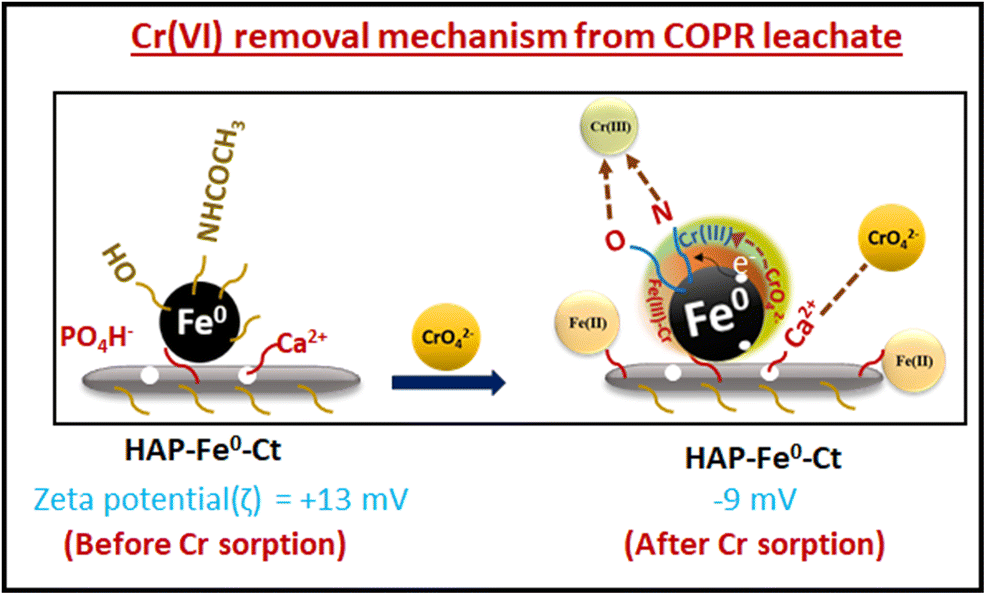 Cr(VI) removal mechanism from COPR leachate
NHCOCH₃
HO
Fe⁰
PO₄H⁻
Ca²⁺
CrO₄²⁻
Cr(III)
O
N
Cr(III)
e⁻
CrO₄²⁻
Fe(III)-Cr
Fe⁰
Ca²⁺
CrO₄²⁻
Fe(II)
Fe(II)
HAP-Fe⁰-Ct
Zeta potential(ζ) = +13 mV
(Before Cr sorption)
HAP-Fe⁰-Ct
-9 mV
(After Cr sorption)